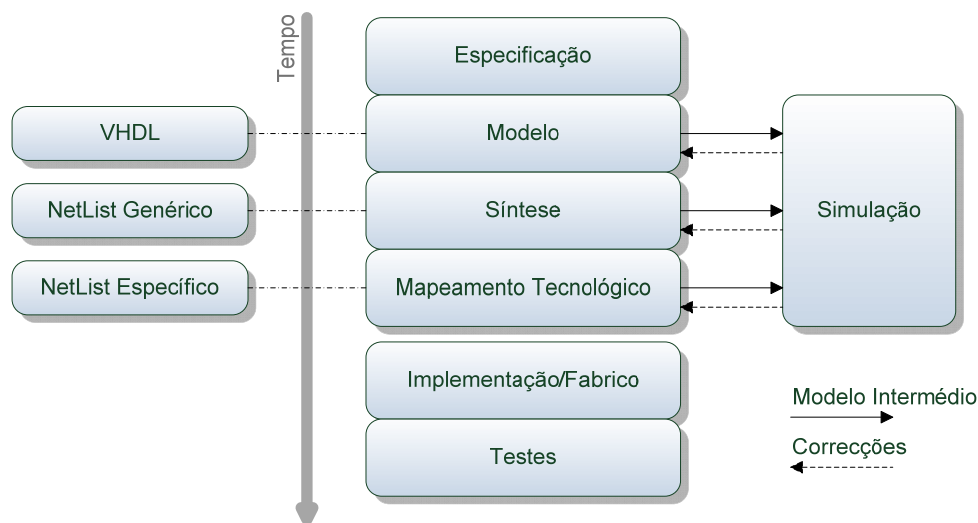 Tempo
Especificação
VHDL
Modelo
NetList Genérico
Síntese
Simulação
NetList Específico
Mapeamento Tecnológico
Implementação/Fabrico
Modelo Intermédio
Correcções
Testes